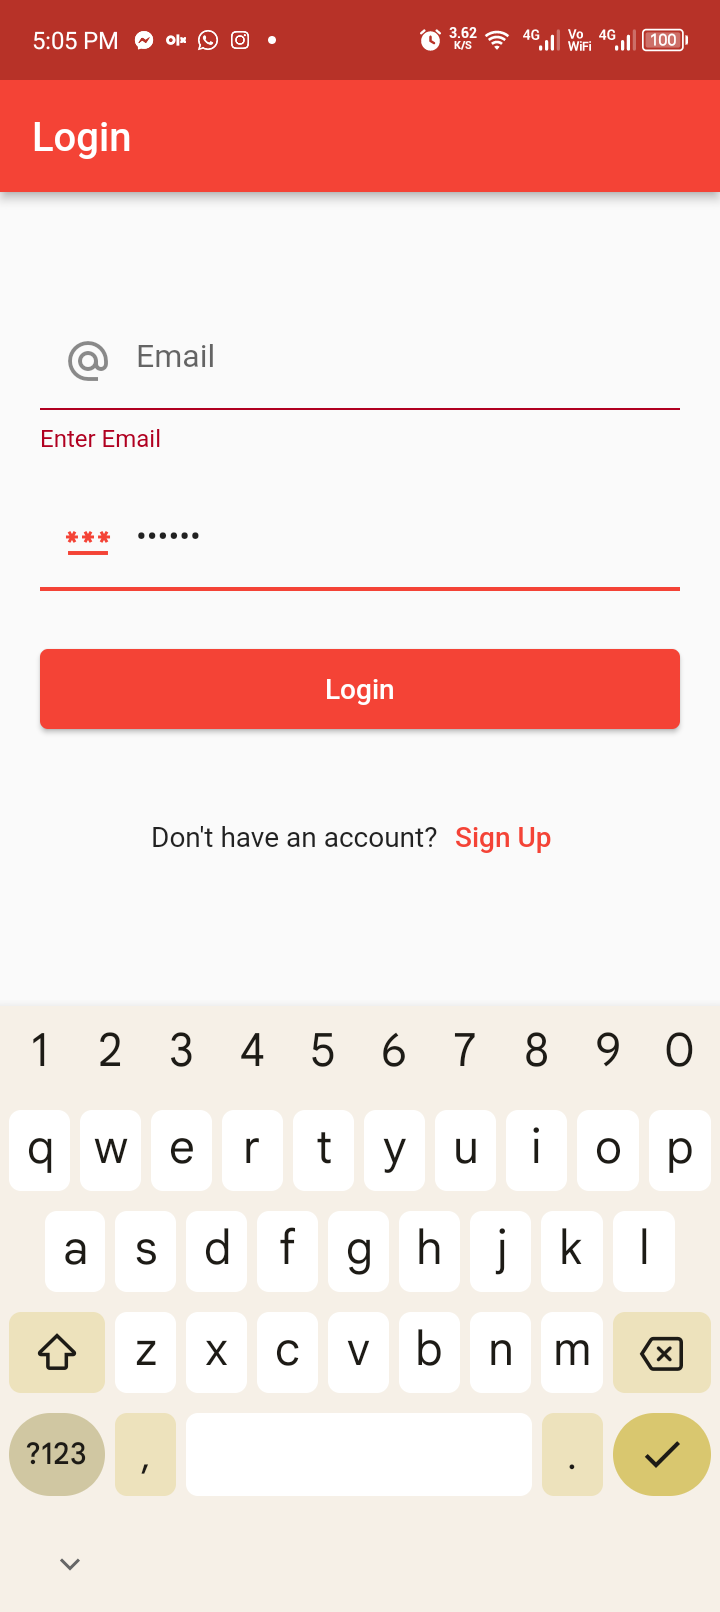 5:05 PM olx 3.62 K/S 4G Vo WiFi 4G 100
Login
Email
Enter Email
*** ••••••
Login
Don't have an account? Sign Up
1 2 3 4 5 6 7 8 9 0
q w e r t y u i o p
a s d f g h j k l
z x c v b n m
?123 , .